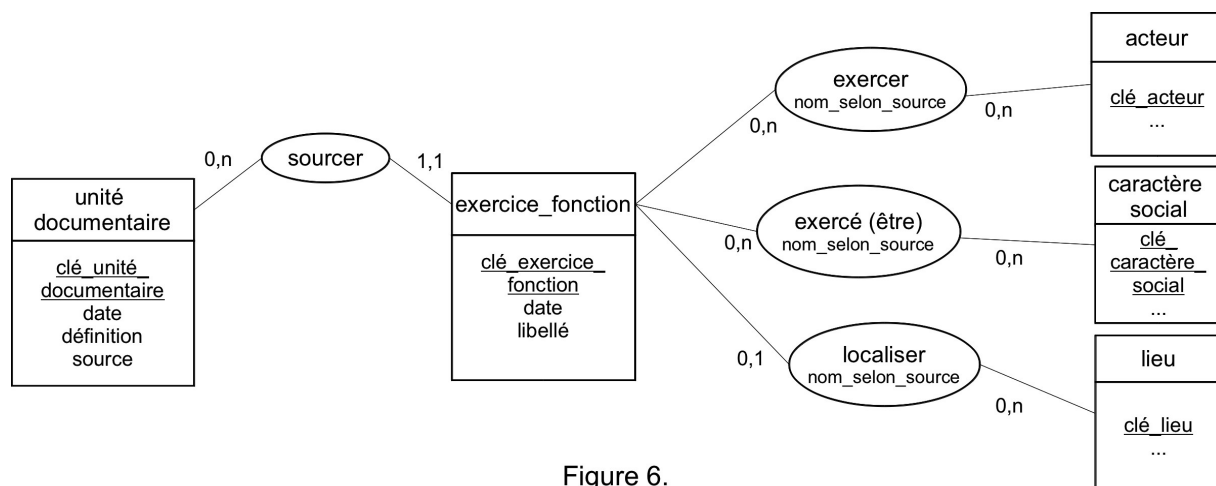 unité
documentaire
clé_unité_
documentaire
date
définition
source
0,n
sourcer
1,1
exercice_fonction
clé_exercice_
fonction
date
libellé
0,n
exercer
nom_selon_source
0,n
acteur
clé_acteur
...
0,n
exercé (être)
nom_selon_source
0,n
caractère
social
clé_
caractère_
social
...
0,1
localiser
nom_selon_source
0,n
lieu
clé_lieu
...
Figure 6.